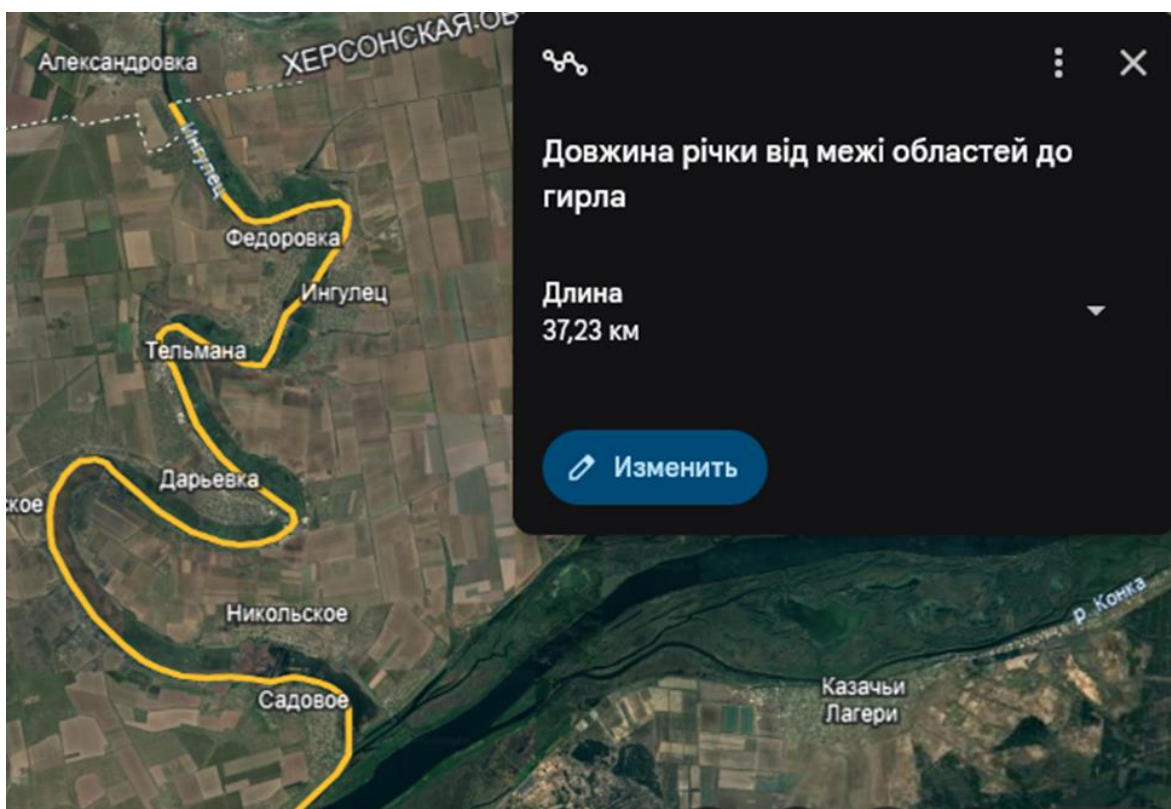 Александровка
ХЕРСОНСКАЯ ОБ
Ингулец
Федоровка
Ингулец
Тельмана
Дарьевка
ское
Никольское
Садовое
р. Конка
Казачьи
Лагери
Довжина річки від межі областей до
гирла
Длина
37,23 км
Изменить